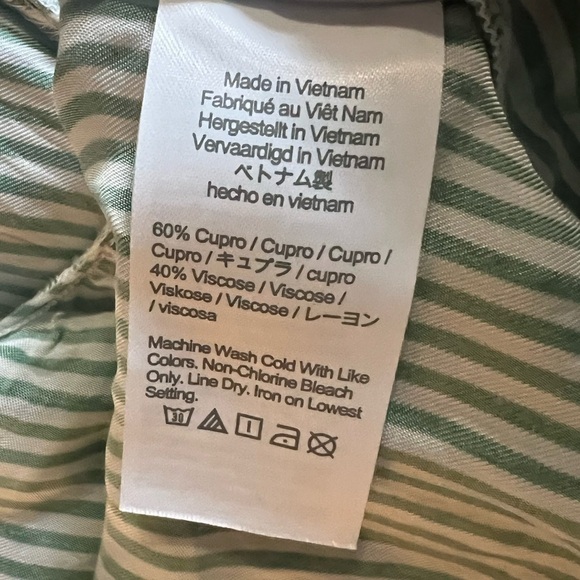 Made in Vietnam
Fabriqué au Viêt Nam
Hergestellt in Vietnam
Vervaardigd in Vietnam
ベトナム製
hecho en vietnam
60% Cupro / Cupro / Cupro /
Cupro / キュプラ / cupro
40% Viscose / Viscose /
Viskose / Viscose / レーヨン
/ viscosa
Machine Wash Cold With Like
Colors. Non-Chlorine Bleach
Only. Line Dry. Iron on Lowest
Setting.
30